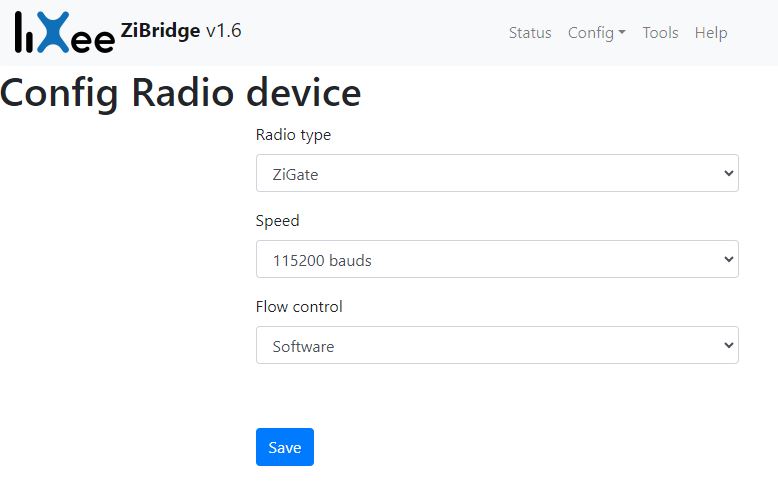 liXee ZiBridge v1.6 Status Config Tools Help
Config Radio device
Radio type
ZiGate
Speed
115200 bauds
Flow control
Software
Save